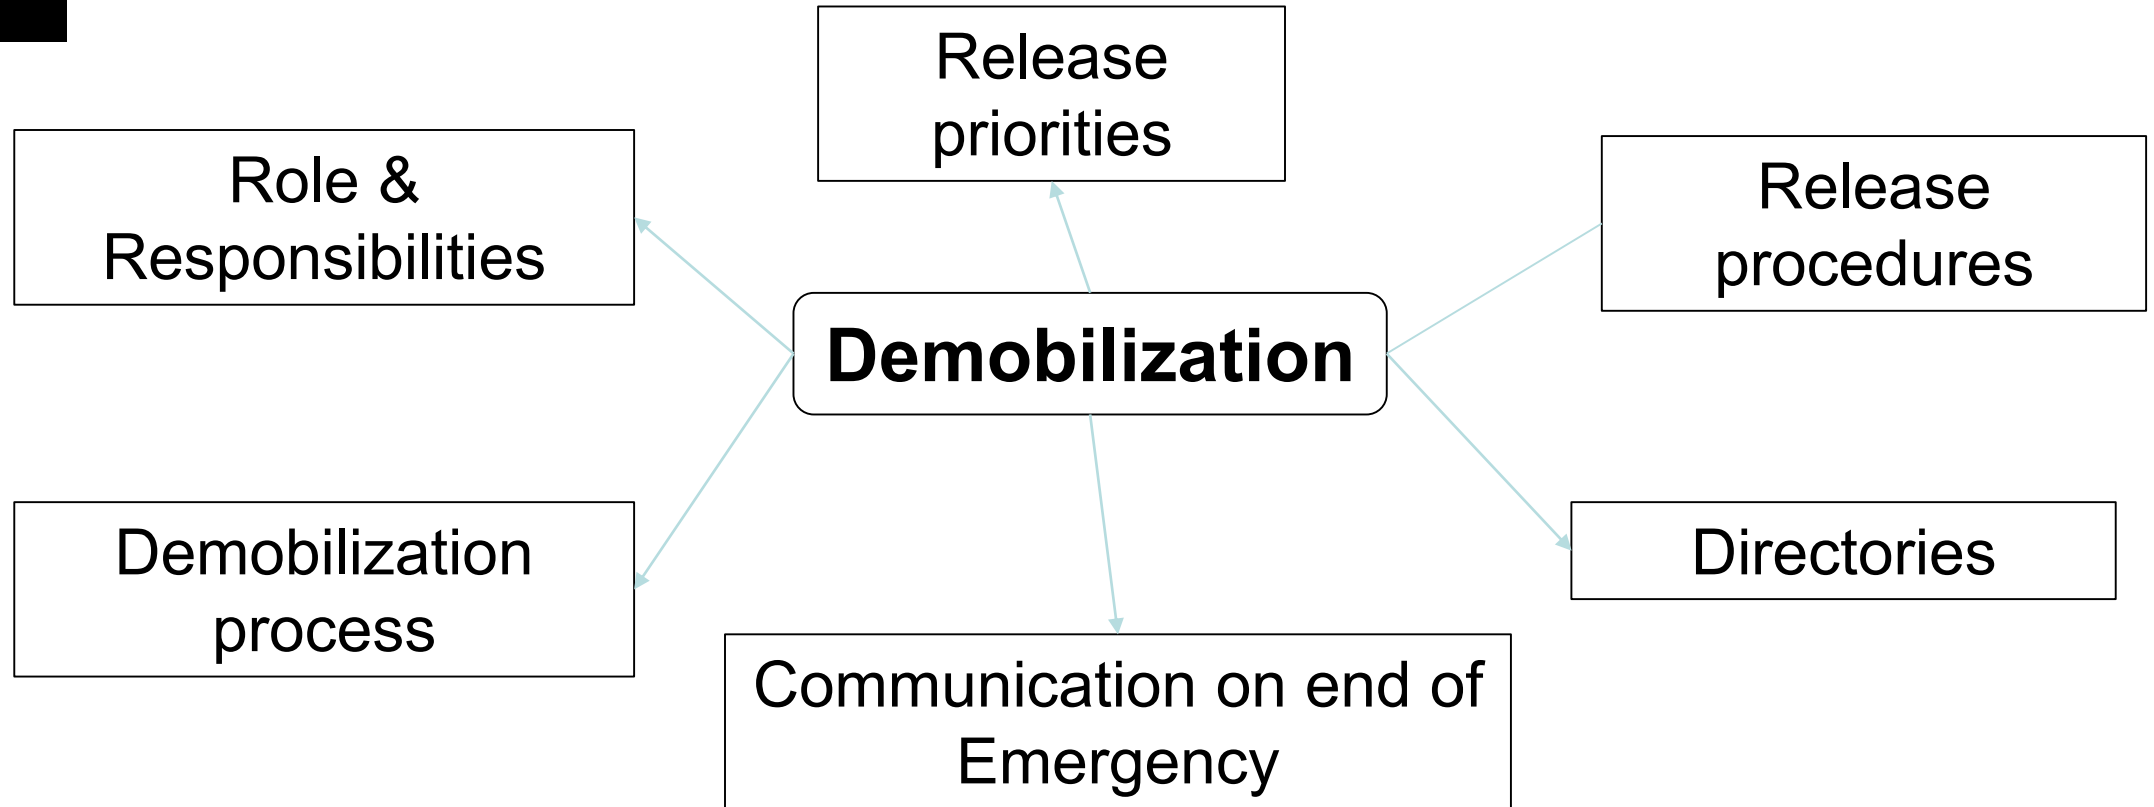 Release
priorities
Role &
Responsibilities
Release
procedures
Demobilization
Demobilization
process
Directories
Communication on end of
Emergency